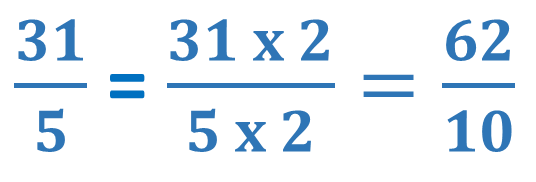 31/5 = 31 x 2/5 x 2 = 62/10